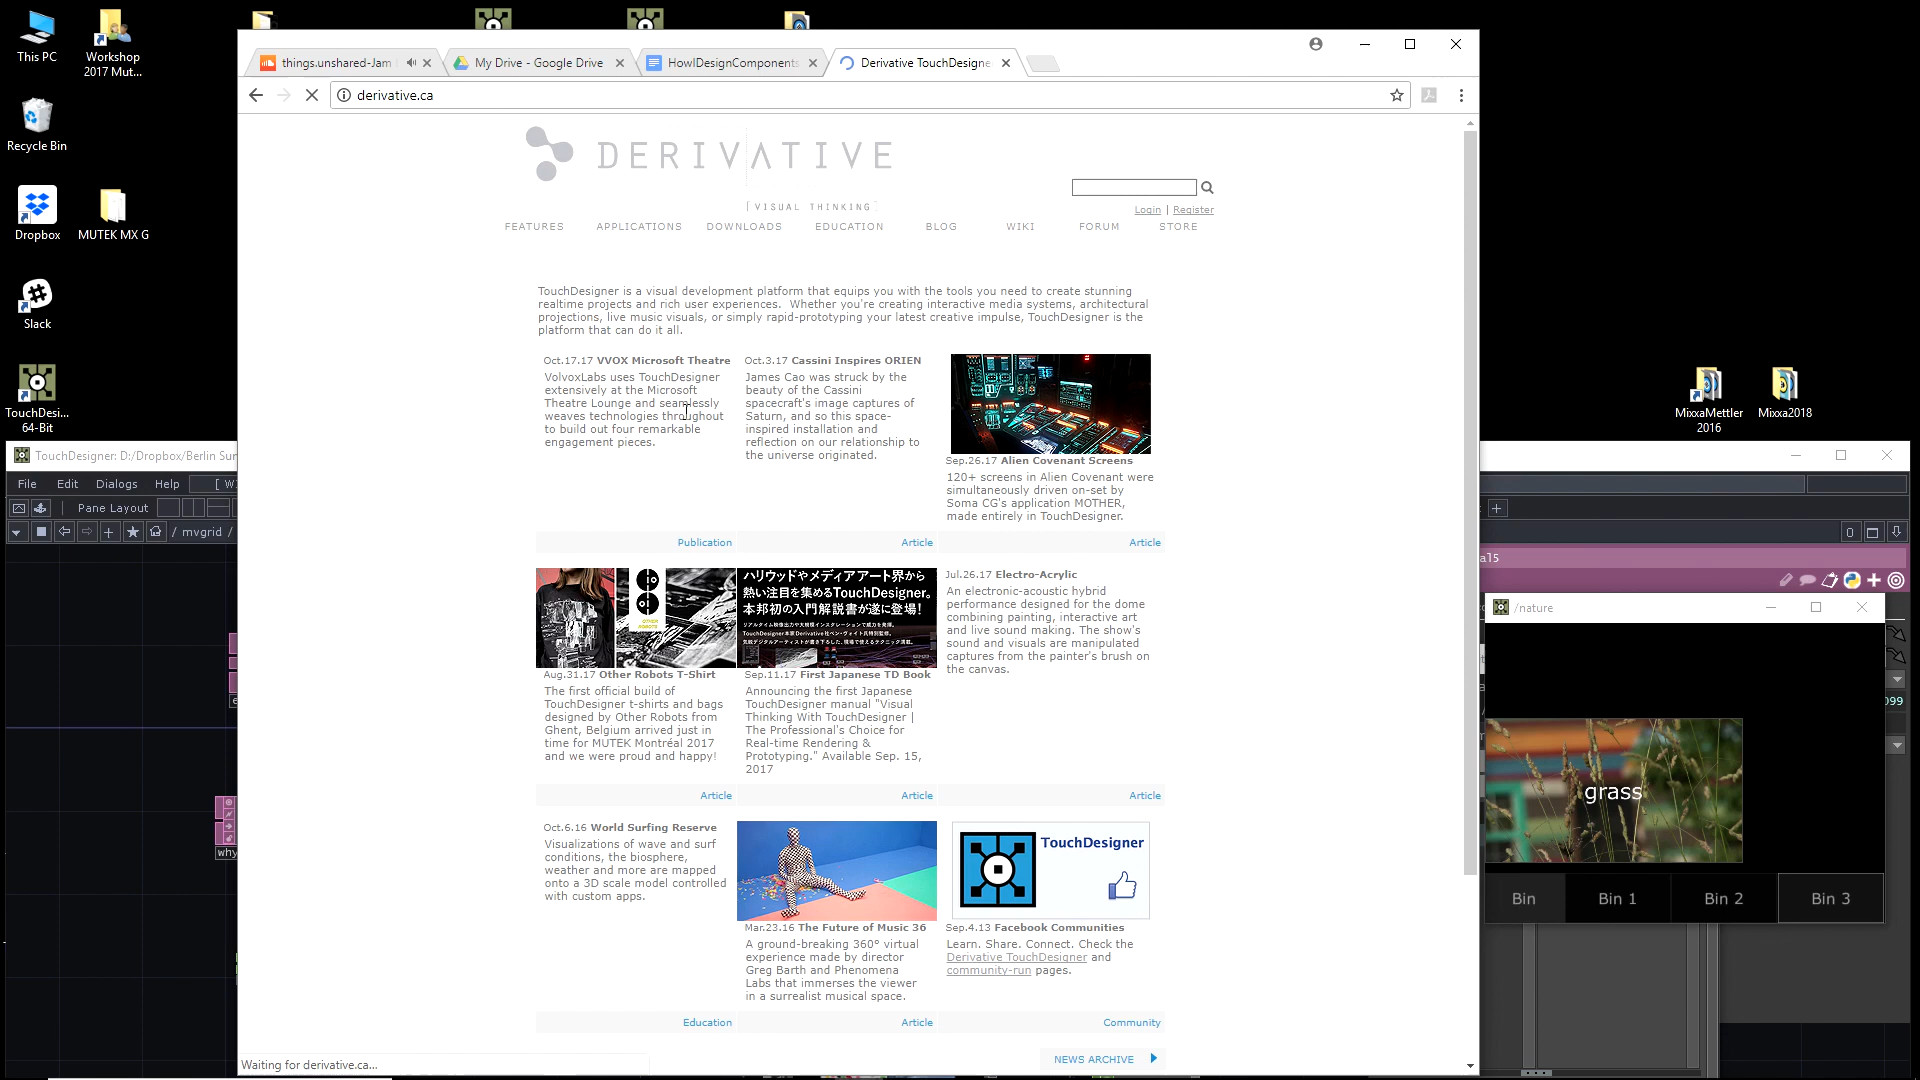 This PC
Workshop
2017 Mut...
Recycle Bin
Dropbox
MUTEK MX G
Slack
TouchDesi...
64-Bit
MixxaMettler
2016
Mixxa2018
things.unshared-Jam
My Drive - Google Drive
HowIDesignComponents
Derivative TouchDesigne
derivative.ca
DERIVATIVE
[ VISUAL THINKING ]
Login | Register
FEATURES APPLICATIONS DOWNLOADS EDUCATION BLOG WIKI FORUM STORE
TouchDesigner is a visual development platform that equips you with the tools you need to create stunning
realtime projects and rich user experiences.  Whether you're creating interactive media systems, architectural
projections, live music visuals, or simply rapid-prototyping your latest creative impulse, TouchDesigner is the
platform that can do it all.
Oct.17.17 VVOX Microsoft Theatre
VolvoxLabs uses TouchDesigner
extensively at the Microsoft
Theatre Lounge and seamlessly
weaves technologies throughout
to build out four remarkable
engagement pieces.
Publication
Oct.3.17 Cassini Inspires ORIEN
James Cao was struck by the
beauty of the Cassini
spacecraft's image captures of
Saturn, and so this space-
inspired installation and
reflection on our relationship to
the universe originated.
Article
Sep.26.17 Alien Covenant Screens
120+ screens in Alien Covenant were
simultaneously driven on-set by
Soma CG's application MOTHER,
made entirely in TouchDesigner.
Article
OTHER
ROBOTS
Aug.31.17 Other Robots T-Shirt
The first official build of
TouchDesigner t-shirts and bags
designed by Other Robots from
Ghent, Belgium arrived just in
time for MUTEK Montréal 2017
and we were proud and happy!
Article
ハリウッドやメディアアート界から
熱い注目を集めるTouchDesigner。
本邦初の入門解説書が遂に登場!
Sep.11.17 First Japanese TD Book
Announcing the first Japanese
TouchDesigner manual "Visual
Thinking With TouchDesigner |
The Professional's Choice for
Real-time Rendering &
Prototyping." Available Sep. 15,
2017
Article
Jul.26.17 Electro-Acrylic
An electronic-acoustic hybrid
performance designed for the dome
combining painting, interactive art
and live sound making. The show's
sound and visuals are manipulated
captures from the painter's brush on
the canvas.
Article
Oct.6.16 World Surfing Reserve
Visualizations of wave and surf
conditions, the biosphere,
weather and more are mapped
onto a 3D scale model controlled
with custom apps.
Education
Mar.23.16 The Future of Music 36
A ground-breaking 360° virtual
experience made by director
Greg Barth and Phenomena
Labs that immerses the viewer
in a surrealist musical space.
Article
TouchDesigner
Sep.4.13 Facebook Communities
Learn. Share. Connect. Check the
Derivative TouchDesigner and
community-run pages.
Community
NEWS ARCHIVE
Waiting for derivative.ca...
TouchDesigner: D:/Dropbox/Berlin Sur
File Edit Dialogs Help [ W
Pane Layout
/ mvgrid /
why
al5
0
099
/nature
grass
Bin
Bin 1
Bin 2
Bin 3